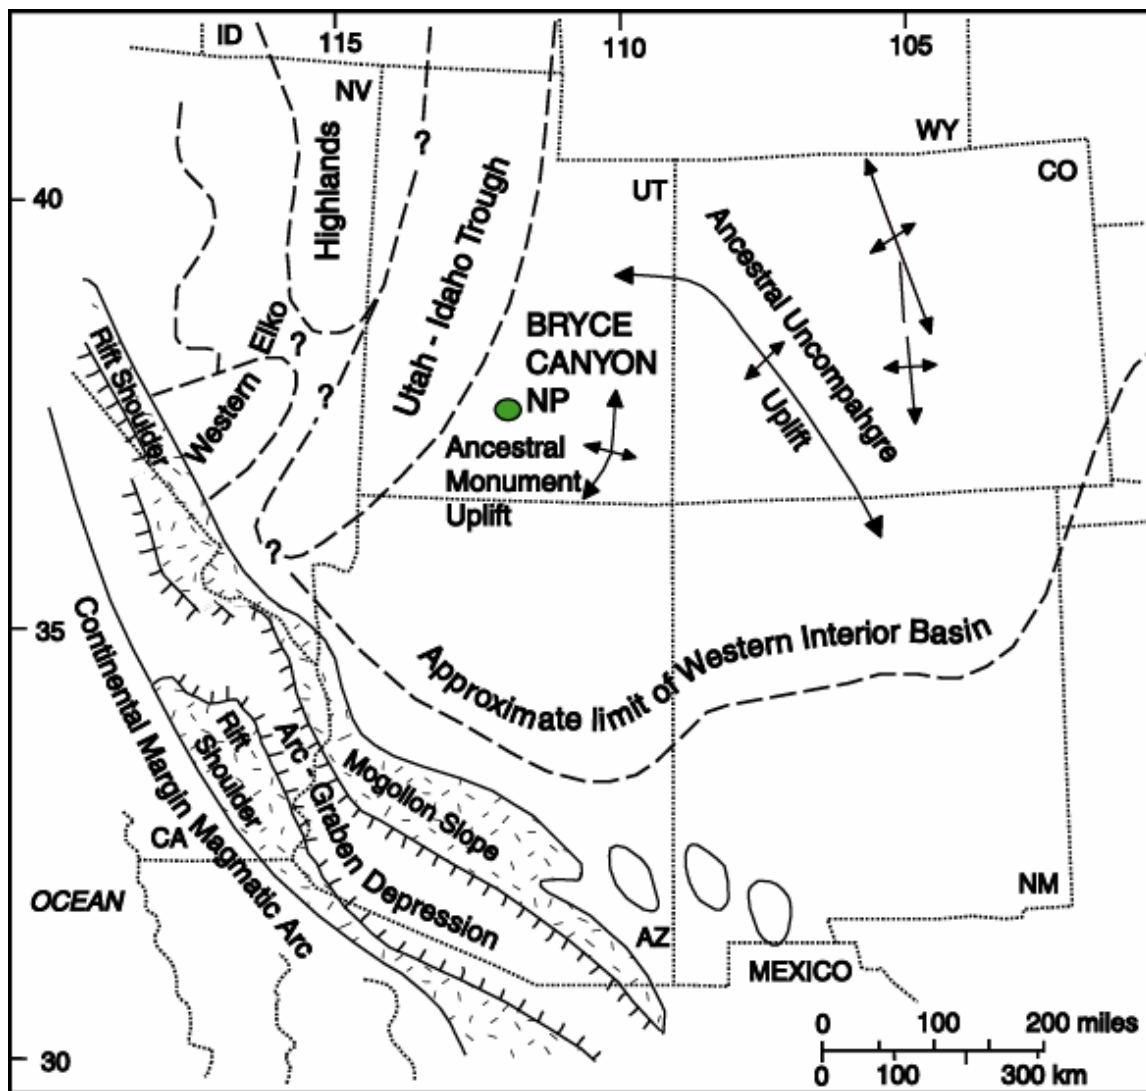 ID
115
110
105
NV
WY
CO
UT
40
Highlands
?
Utah - Idaho Trough
Ancestral Uncompahgre
Uplift
Elko
?
Western
?
Rift Shoulder
BRYCE
CANYON
NP
Ancestral
Monument
Uplift
?
35
Approximate limit of Western Interior Basin
Continental Margin Magmatic Arc
Rift
Shoulder
Arc - Graben Depression
Mogollon Slope
CA
OCEAN
NM
AZ
MEXICO
30
0 100 200 miles
0 100 300 km